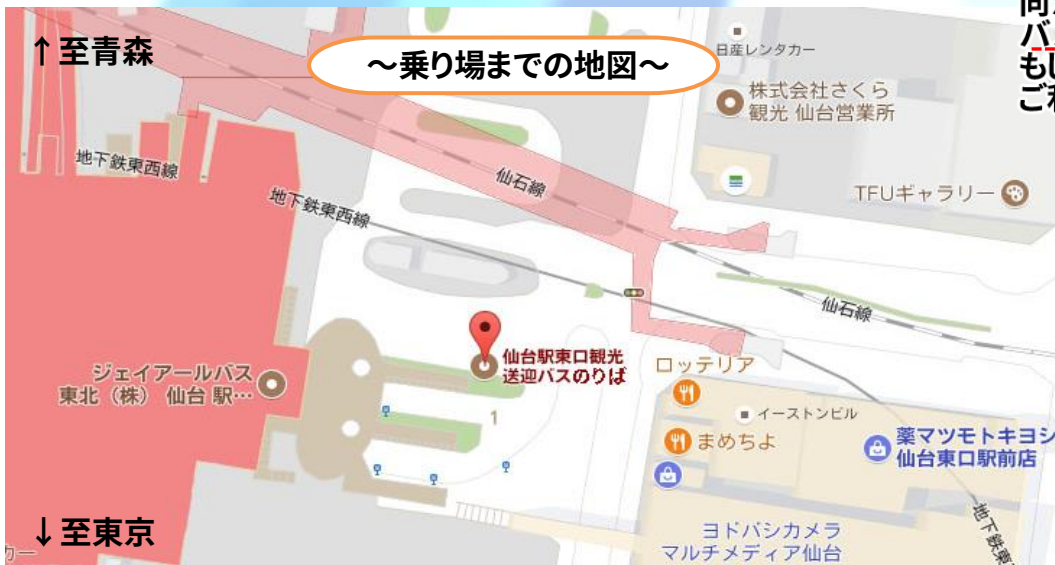 ↑至青森
～乗り場までの地図～
日産レンタカー
株式会社さくら
観光 仙台営業所
TFUギャラリー
地下鉄東西線
地下鉄東西線
仙石線
仙石線
仙台駅東口観光
送迎バスのりば
ジェイアールバス
東北（株） 仙台 駅…
1
ロッテリア
イーストンビル
まめちよ
薬マツモトキヨシ
仙台東口駅前店
ヨドバシカメラ
マルチメディア仙台
地下鉄東
↓至東京
カー